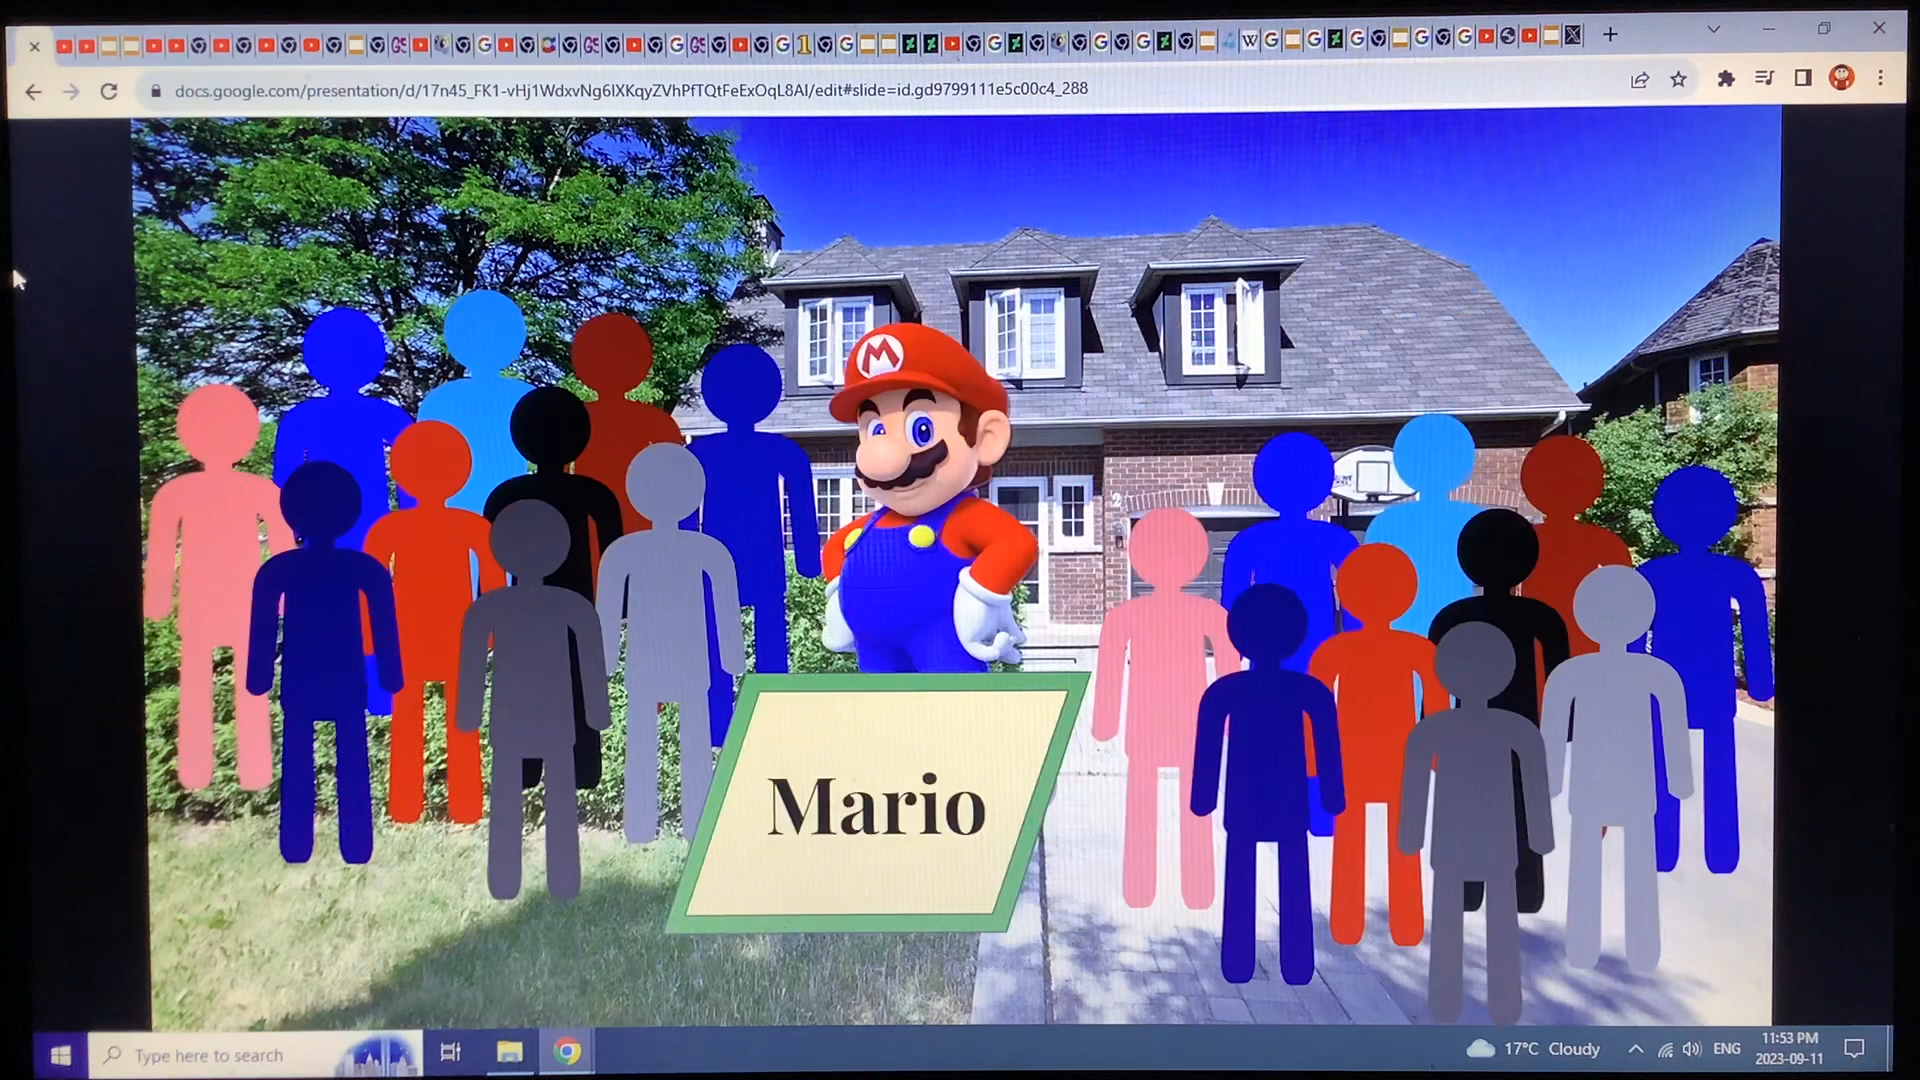 docs.google.com/presentation/d/17n45_FK1-vHj1WdxvNg6IXKqyZVhPfTQtFeExOqL8AI/edit#slide=id.gd9799111e5c00c4_288
M
Mario
Type here to search
17°C Cloudy
ENG
11:53 PM
2023-09-11